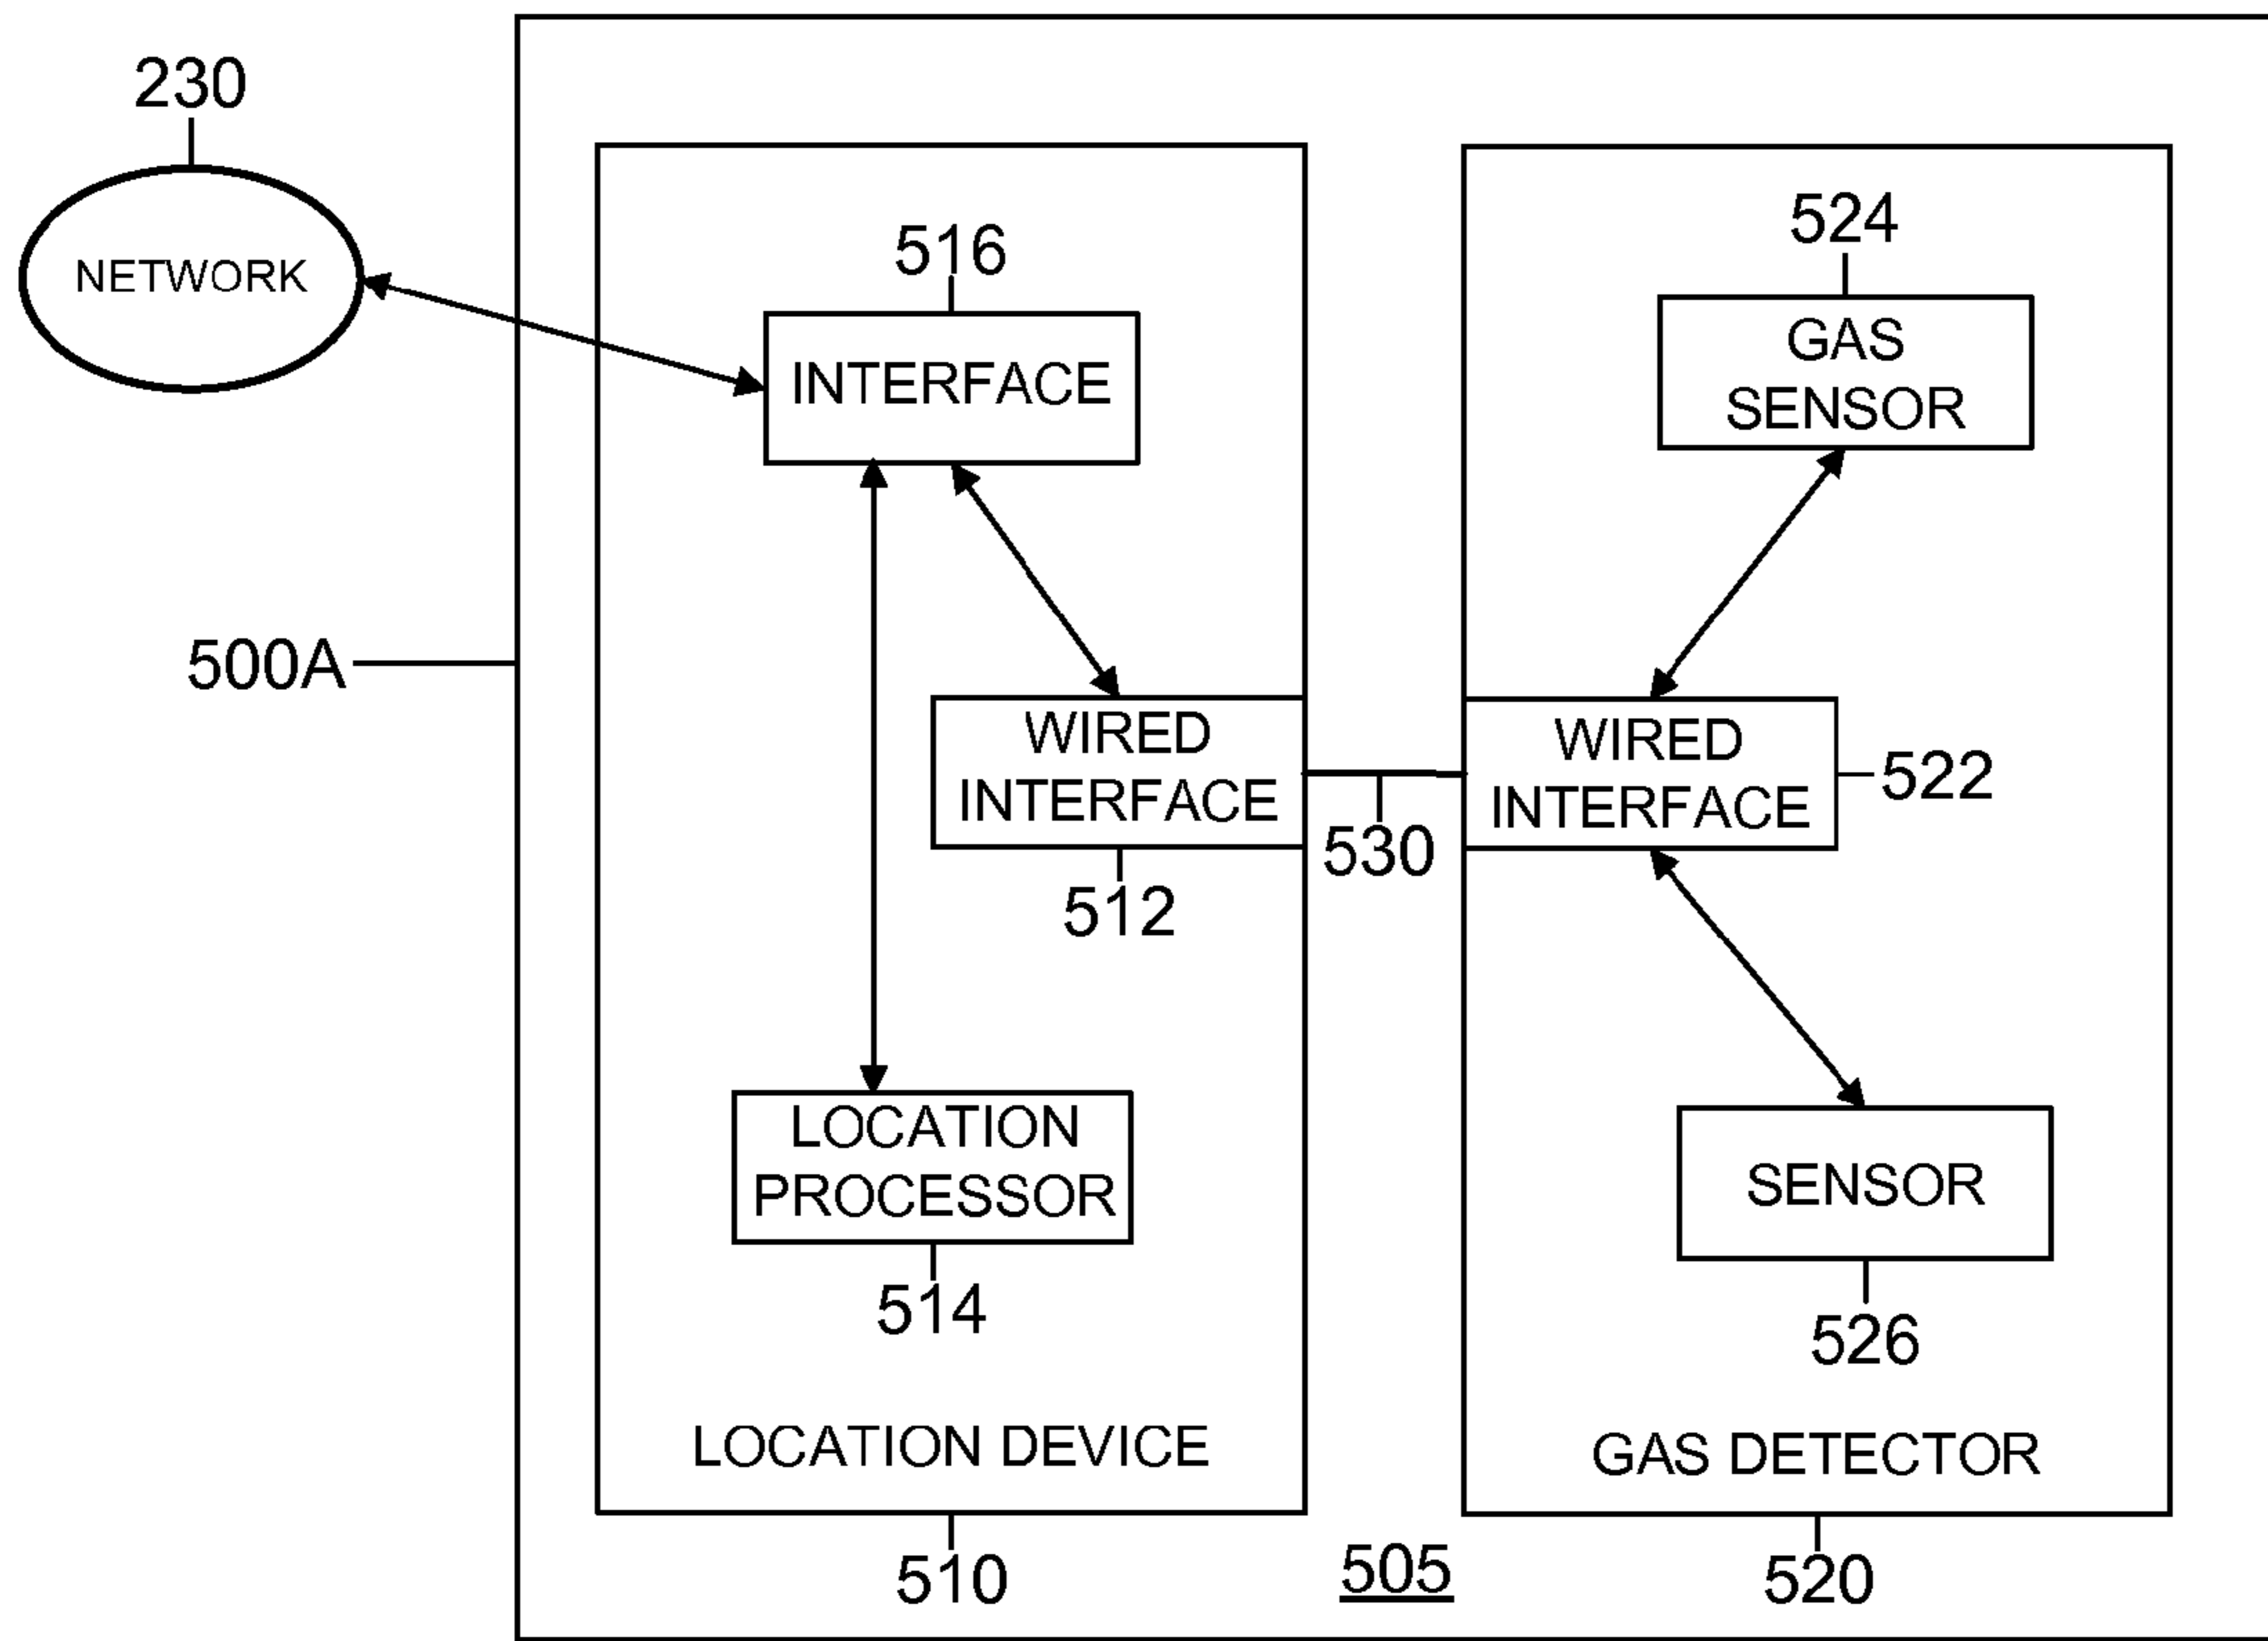 230
NETWORK
500A
516
INTERFACE
WIRED
INTERFACE
512
LOCATION
PROCESSOR
514
LOCATION DEVICE
510
530
505
524
GAS
SENSOR
WIRED
INTERFACE
522
SENSOR
526
GAS DETECTOR
520